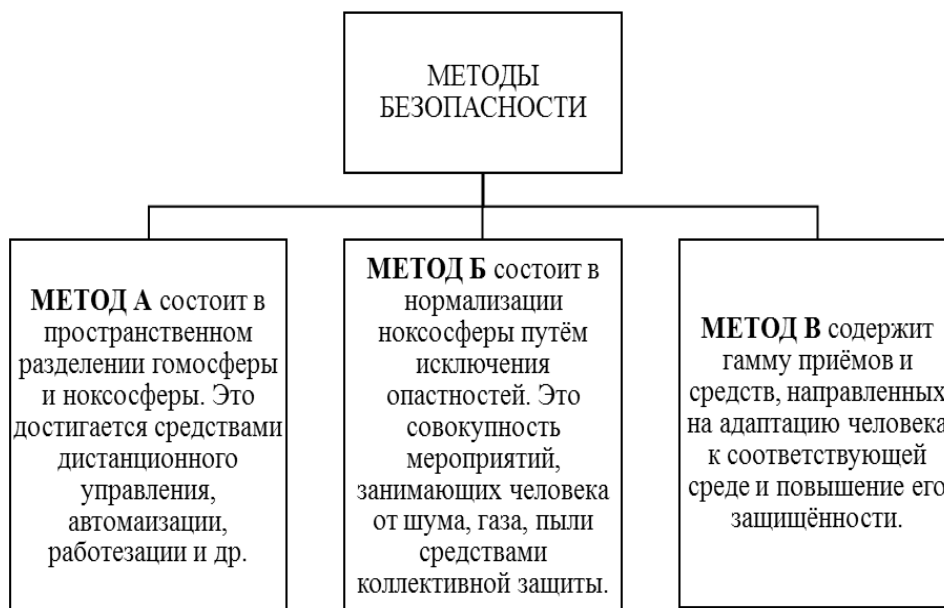 МЕТОДЫ
БЕЗОПАСНОСТИ
МЕТОД А состоит в
пространственном
разделении гомосферы
и ноксосферы. Это
достигается средствами
дистанционного
управления,
автомаизации,
работезации и др.
МЕТОД Б состоит в
нормализации
ноксосферы путём
исключения
опастностей. Это
совокупность
мероприятий,
занимающих человека
от шума, газа, пыли
средствами
коллективной защиты.
МЕТОД В содержит
гамму приёмов и
средств, направленных
на адаптацию человека
к соответствующей
среде и повышение его
защищённости.